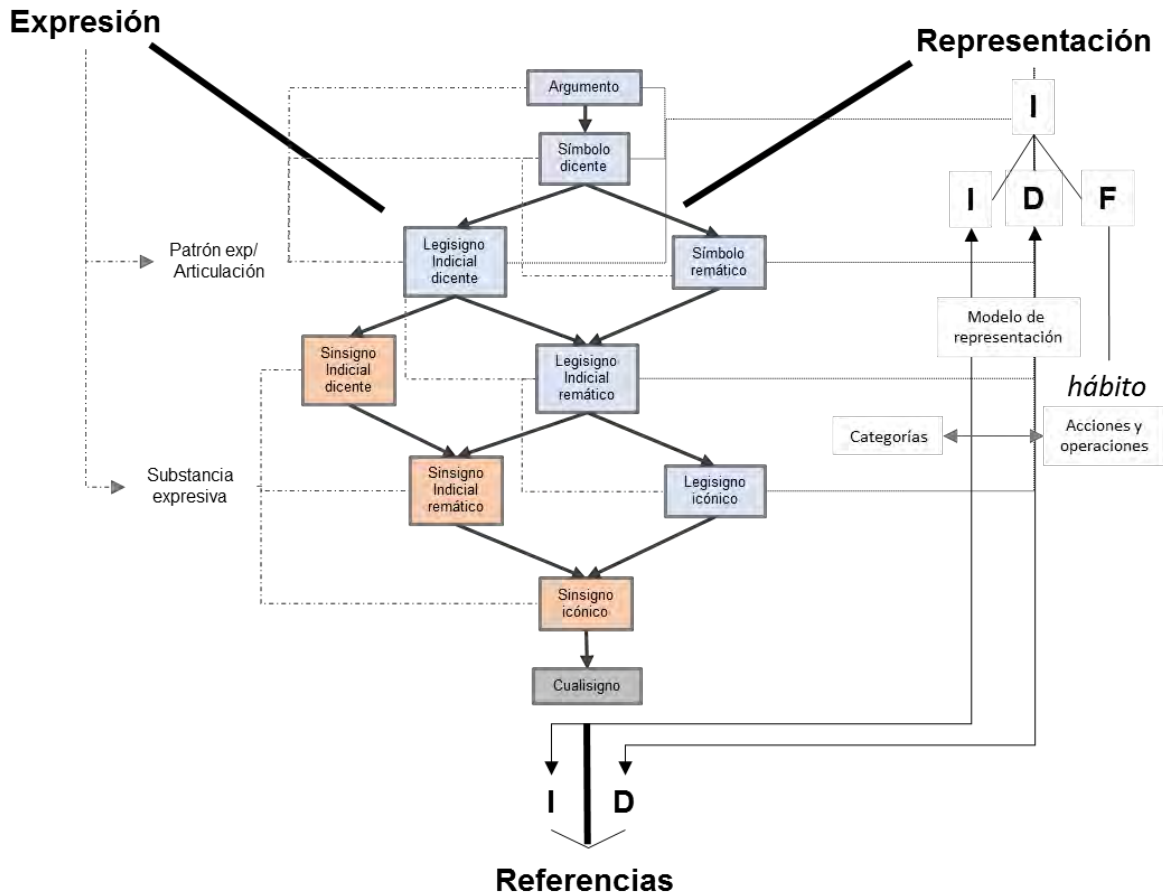 Expresión
Representación
Argumento
I
Símbolo
dicente
I
D
F
Patrón exp/
Articulación
Legisigno
Indicial
dicente
Símbolo
remático
Modelo de
representación
Sinsigno
Indicial
dicente
Legisigno
Indicial
remático
hábito
Categorías
Acciones y
operaciones
Substancia
expresiva
Sinsigno
Indicial
remático
Legisigno
icónico
Sinsigno
icónico
Cualisigno
I
D
Referencias